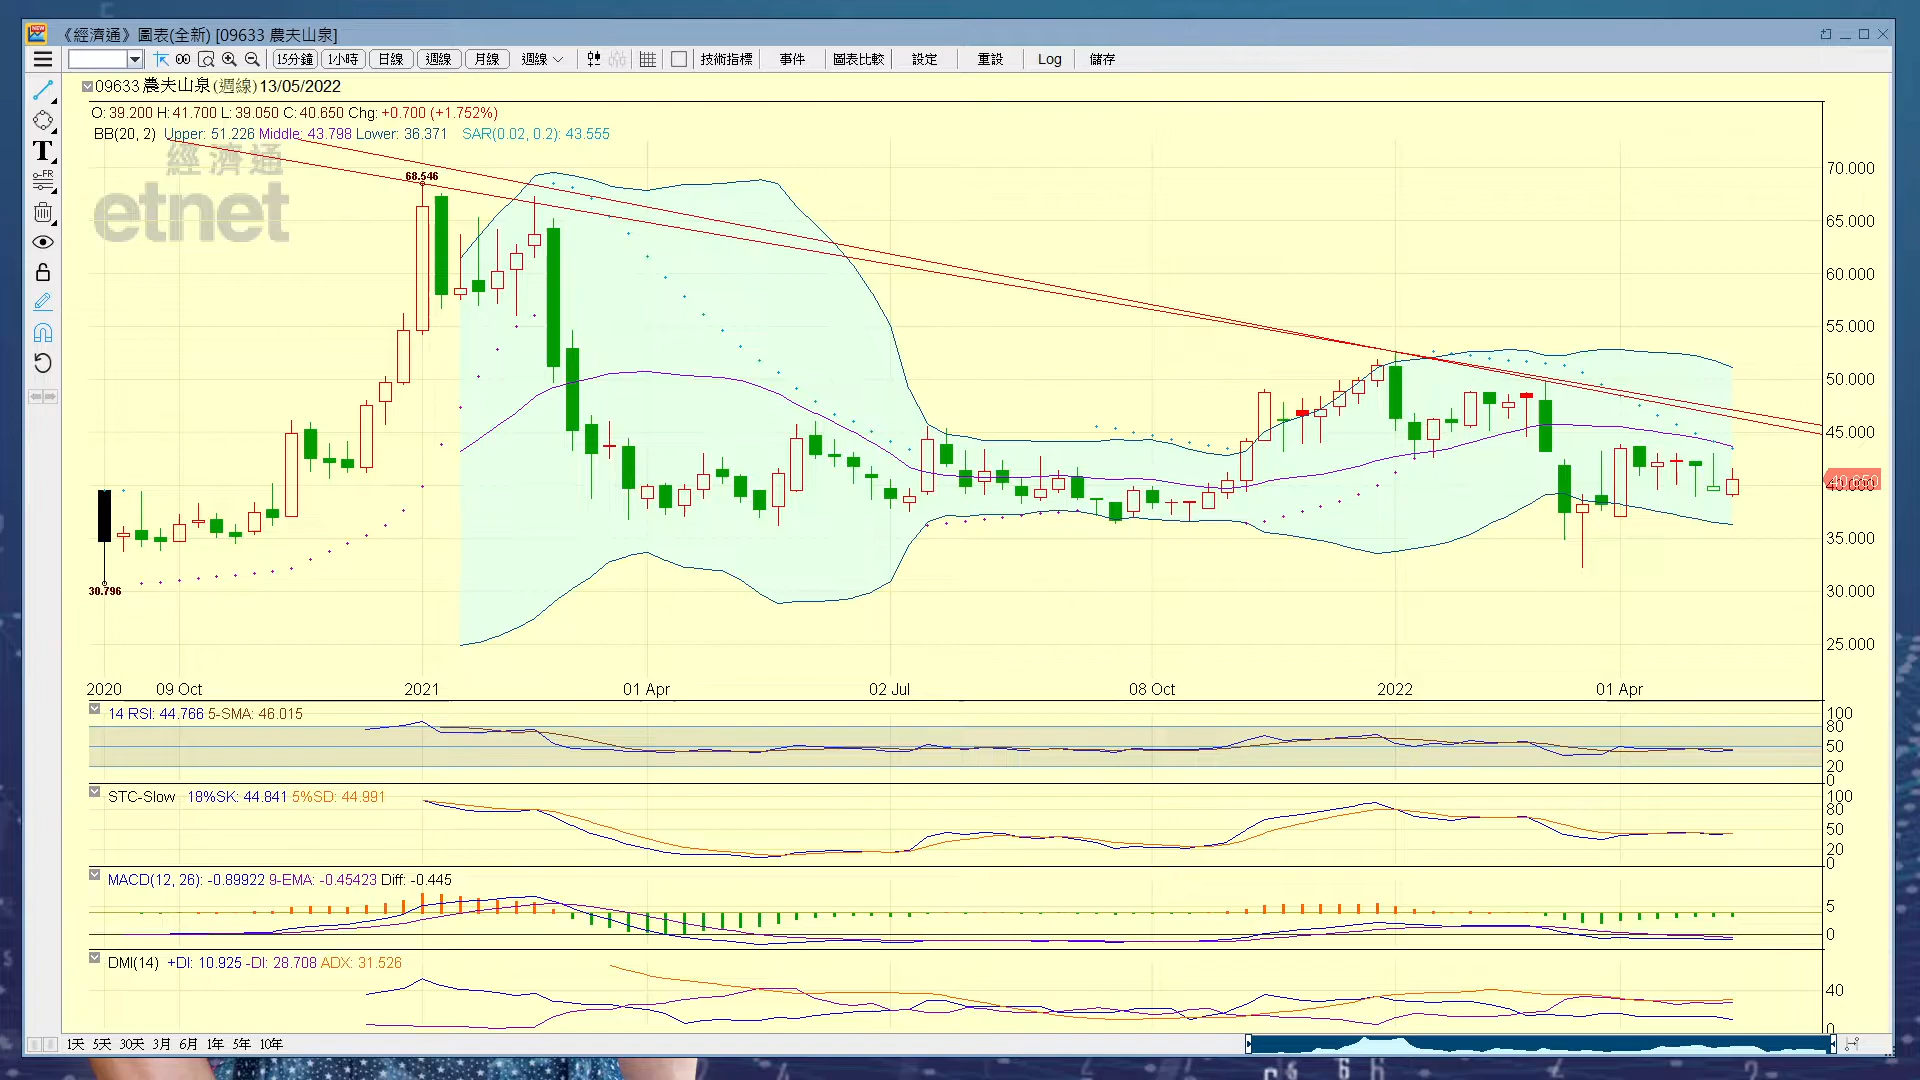 《經濟通》圖表(全新) [09633 農夫山泉]
15分鐘 1小時 日線 週線 月線 週線 技術指標 事件 圖表比較 設定 重設 Log 儲存
09633 農夫山泉(週線) 13/05/2022
O: 39.200 H: 41.700 L: 39.050 C: 40.650 Chg: +0.700 (+1.752%)
BB(20, 2) Upper: 51.226 Middle: 43.798 Lower: 36.371 SAR(0.02, 0.2): 43.555
經濟通
etnet
T
FR
68.546
30.796
70.000
65.000
60.000
55.000
50.000
45.000
40.650
40.000
35.000
30.000
25.000
2020 09 Oct 2021 01 Apr 02 Jul 08 Oct 2022 01 Apr
14 RSI: 44.766 5-SMA: 46.015
100
80
50
20
0
STC-Slow 18%SK: 44.841 5%SD: 44.991
100
80
50
20
0
MACD(12, 26): -0.89922 9-EMA: -0.45423 Diff: -0.445
5
0
DMI(14) +DI: 10.925 -DI: 28.708 ADX: 31.526
40
0
1天 5天 30天 3月 6月 1年 5年 10年